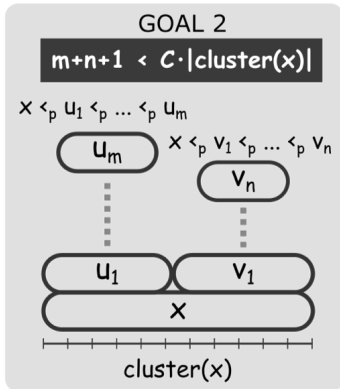 GOAL 2
m+n+1 < C·|cluster(x)|
x <ₚ u₁ <ₚ ... <ₚ uₘ
x <ₚ v₁ <ₚ ... <ₚ vₙ
uₘ
vₙ
u₁
v₁
x
cluster(x)